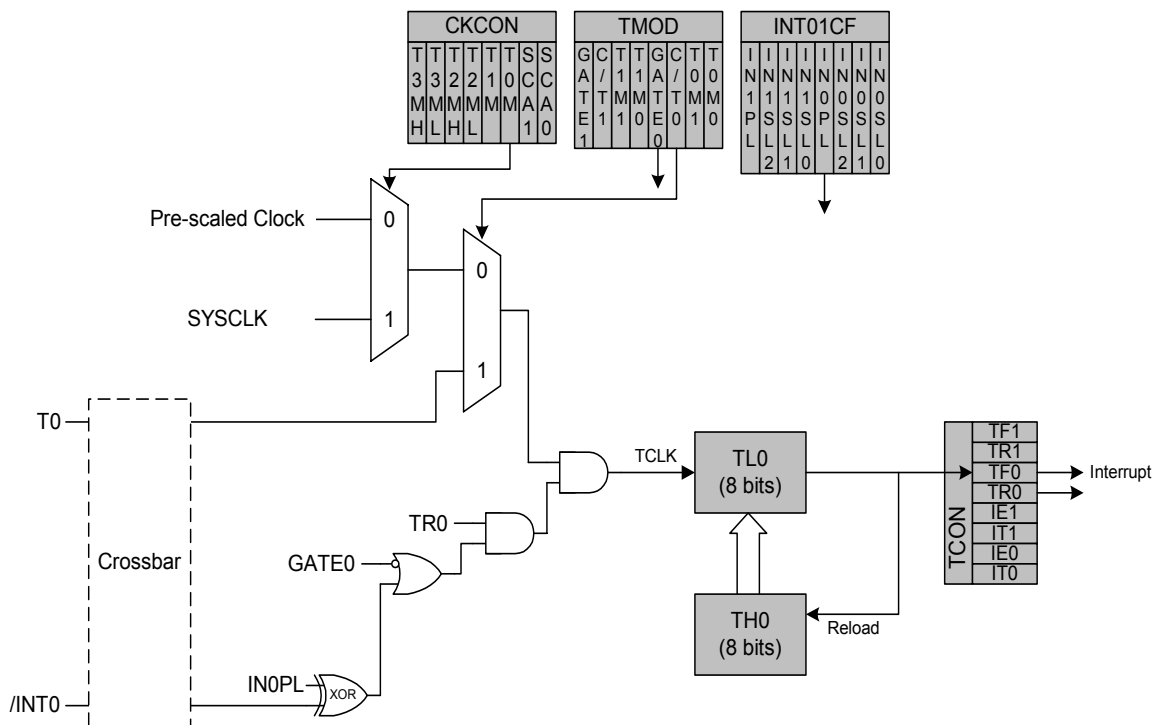 CKCON
TMOD
INT01CF
T3MH
T3ML
T2MH
T2ML
T1M
T0M
SCA1
SCA0
GATE1
C/T1
T1M1
T1M0
GATE0
C/T0
T0M1
T0M0
IN1PL
IN1SL2
IN1SL1
IN1SL0
IN0PL
IN0SL2
IN0SL1
IN0SL0
Pre-scaled Clock
0
0
SYSCLK
1
1
T0
TCLK
TL0
(8 bits)
TCON
TF1
TR1
TF0
TR0
IE1
IT1
IE0
IT0
Interrupt
TR0
Crossbar
GATE0
TH0
(8 bits)
Reload
IN0PL
XOR
/INT0